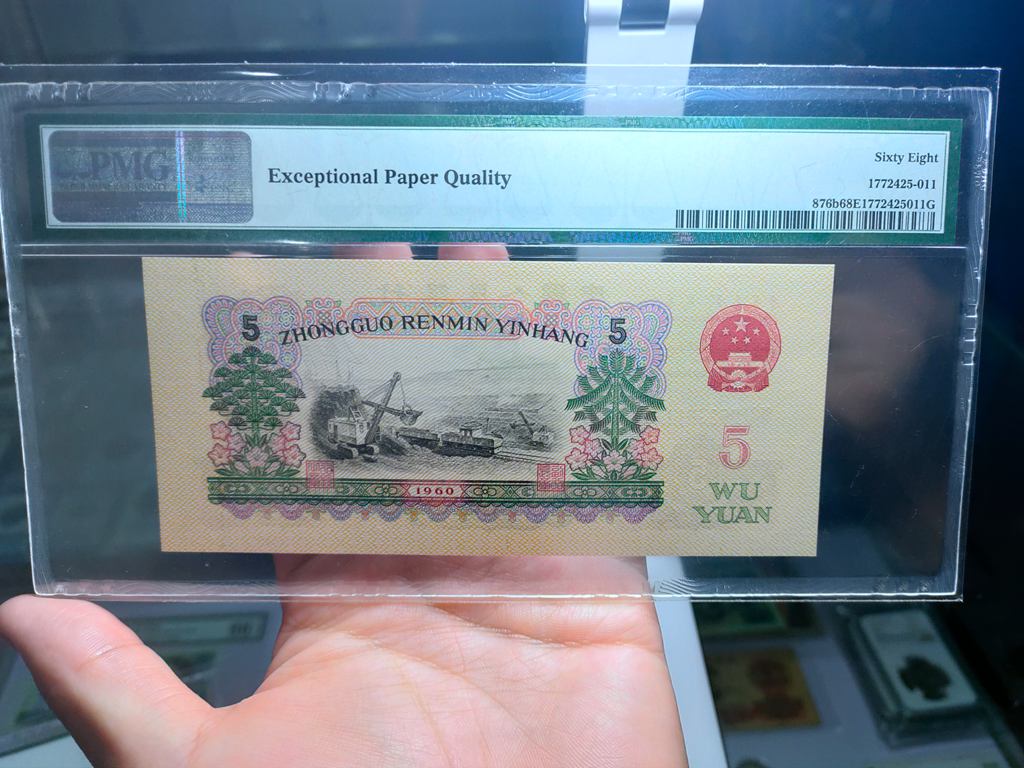 PMG
Exceptional Paper Quality
Sixty Eight
1772425-011
876b68E1772425011G
5 ZHONGGUO RENMIN YINHANG 5
5
WU
YUAN
1960